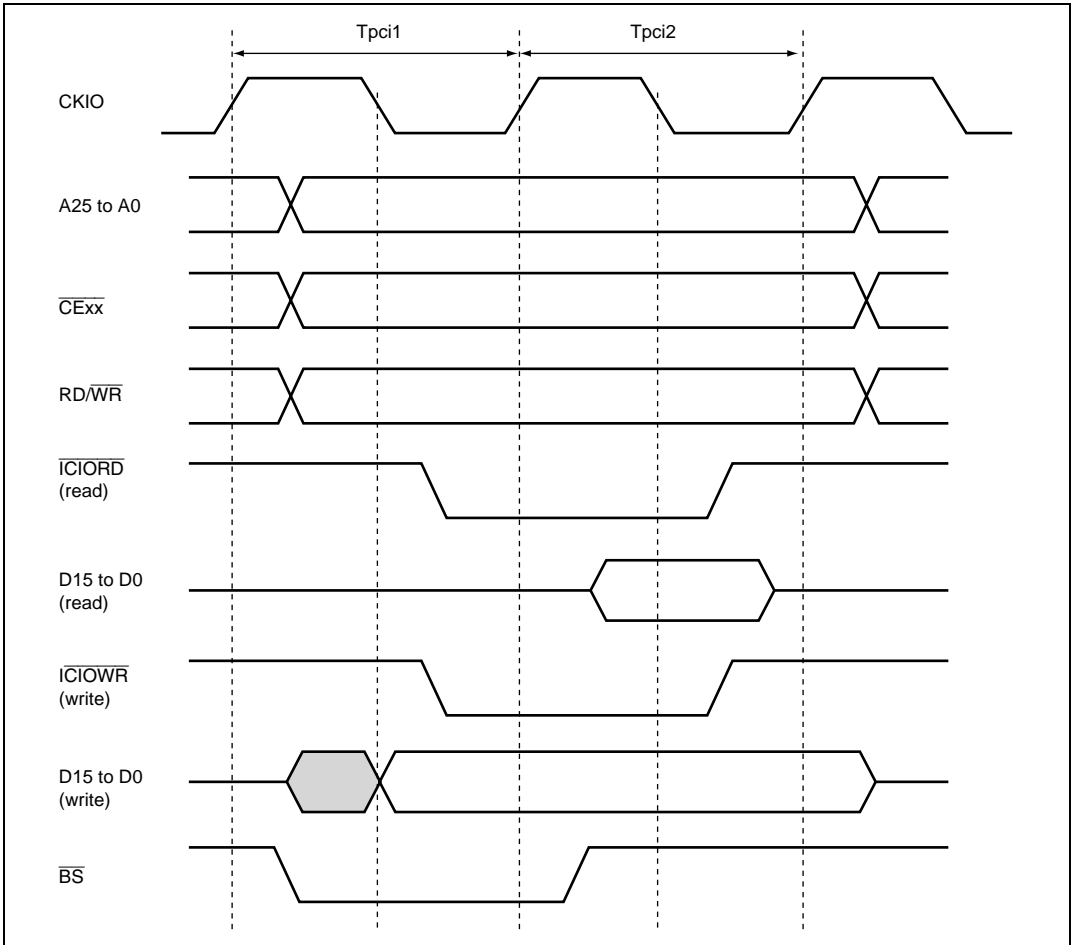 Tpci1 Tpci2
CKIO
A25 to A0
CExx
RD/WR
ICIORD
(read)
D15 to D0
(read)
ICIOWR
(write)
D15 to D0
(write)
BS